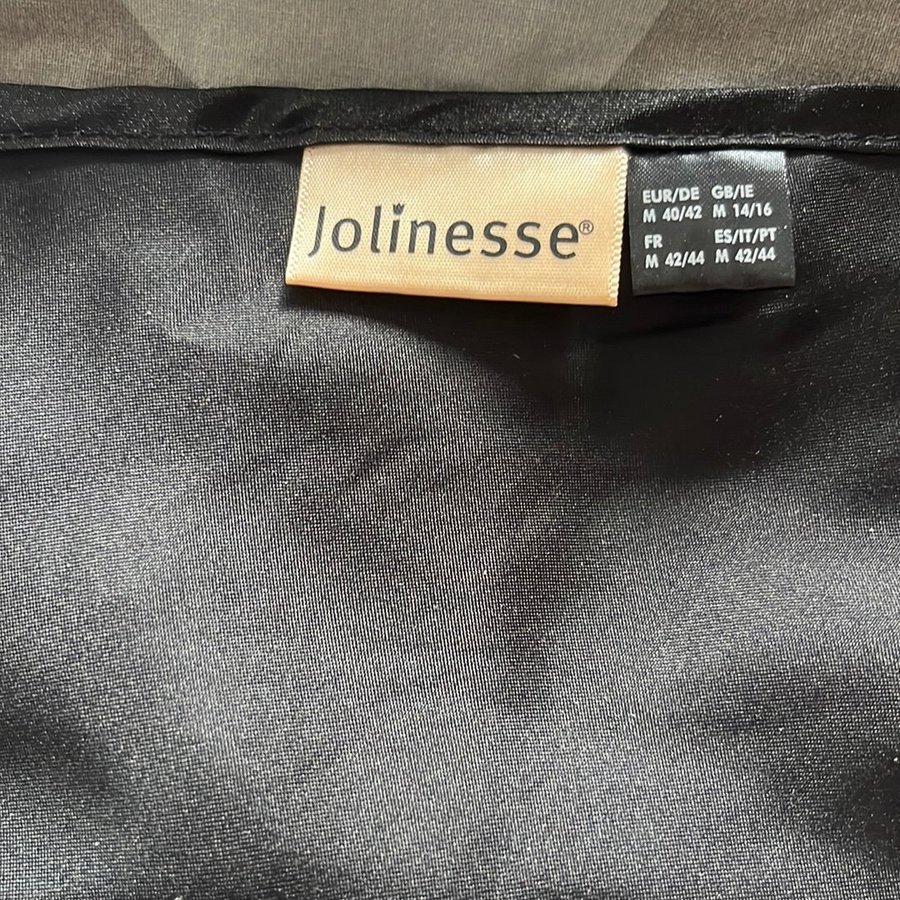 Jolinesse®
EUR/DE GB/IE
M 40/42 M 14/16
FR ES/IT/PT
M 42/44 M 42/44